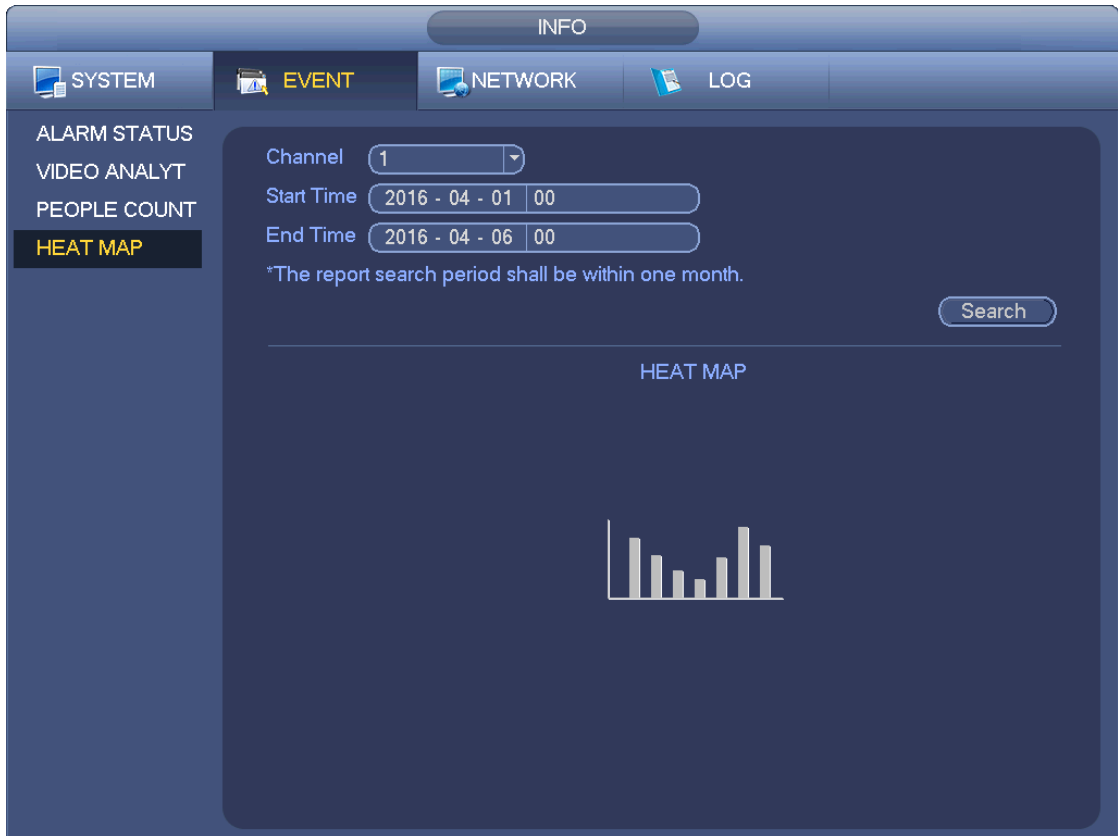 INFO
SYSTEM EVENT NETWORK LOG
ALARM STATUS
VIDEO ANALYT
PEOPLE COUNT
HEAT MAP
Channel 1
Start Time 2016 - 04 - 01 00
End Time 2016 - 04 - 06 00
*The report search period shall be within one month.
Search
HEAT MAP